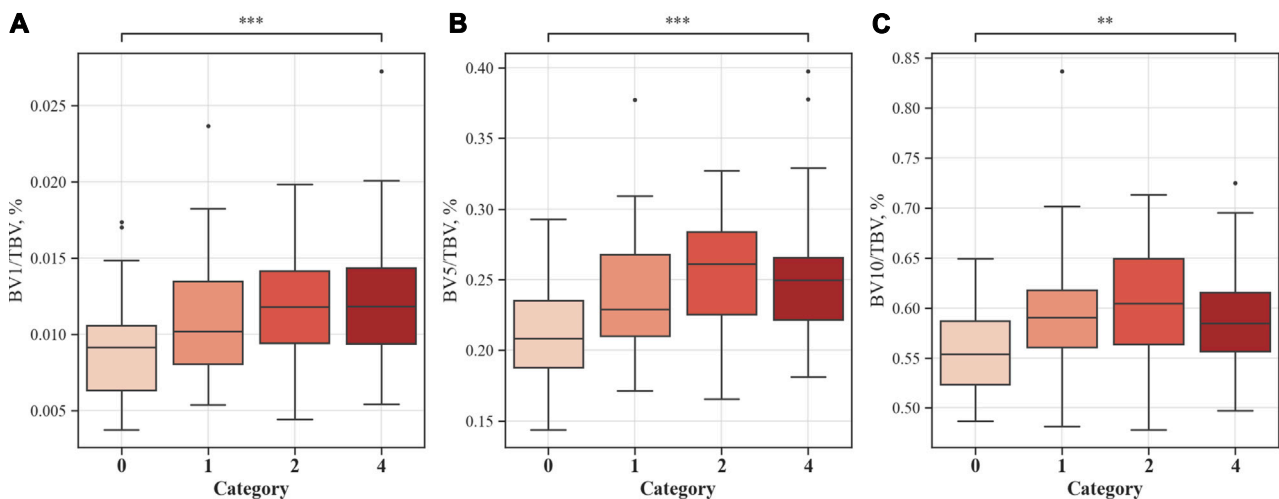 A
***
BV1/TBV, %
0.025
0.020
0.015
0.010
0.005
0 1 2 4
Category
B
***
BV5/TBV, %
0.40
0.35
0.30
0.25
0.20
0.15
0 1 2 4
Category
C
**
BV10/TBV, %
0.85
0.80
0.75
0.70
0.65
0.60
0.55
0.50
0 1 2 4
Category